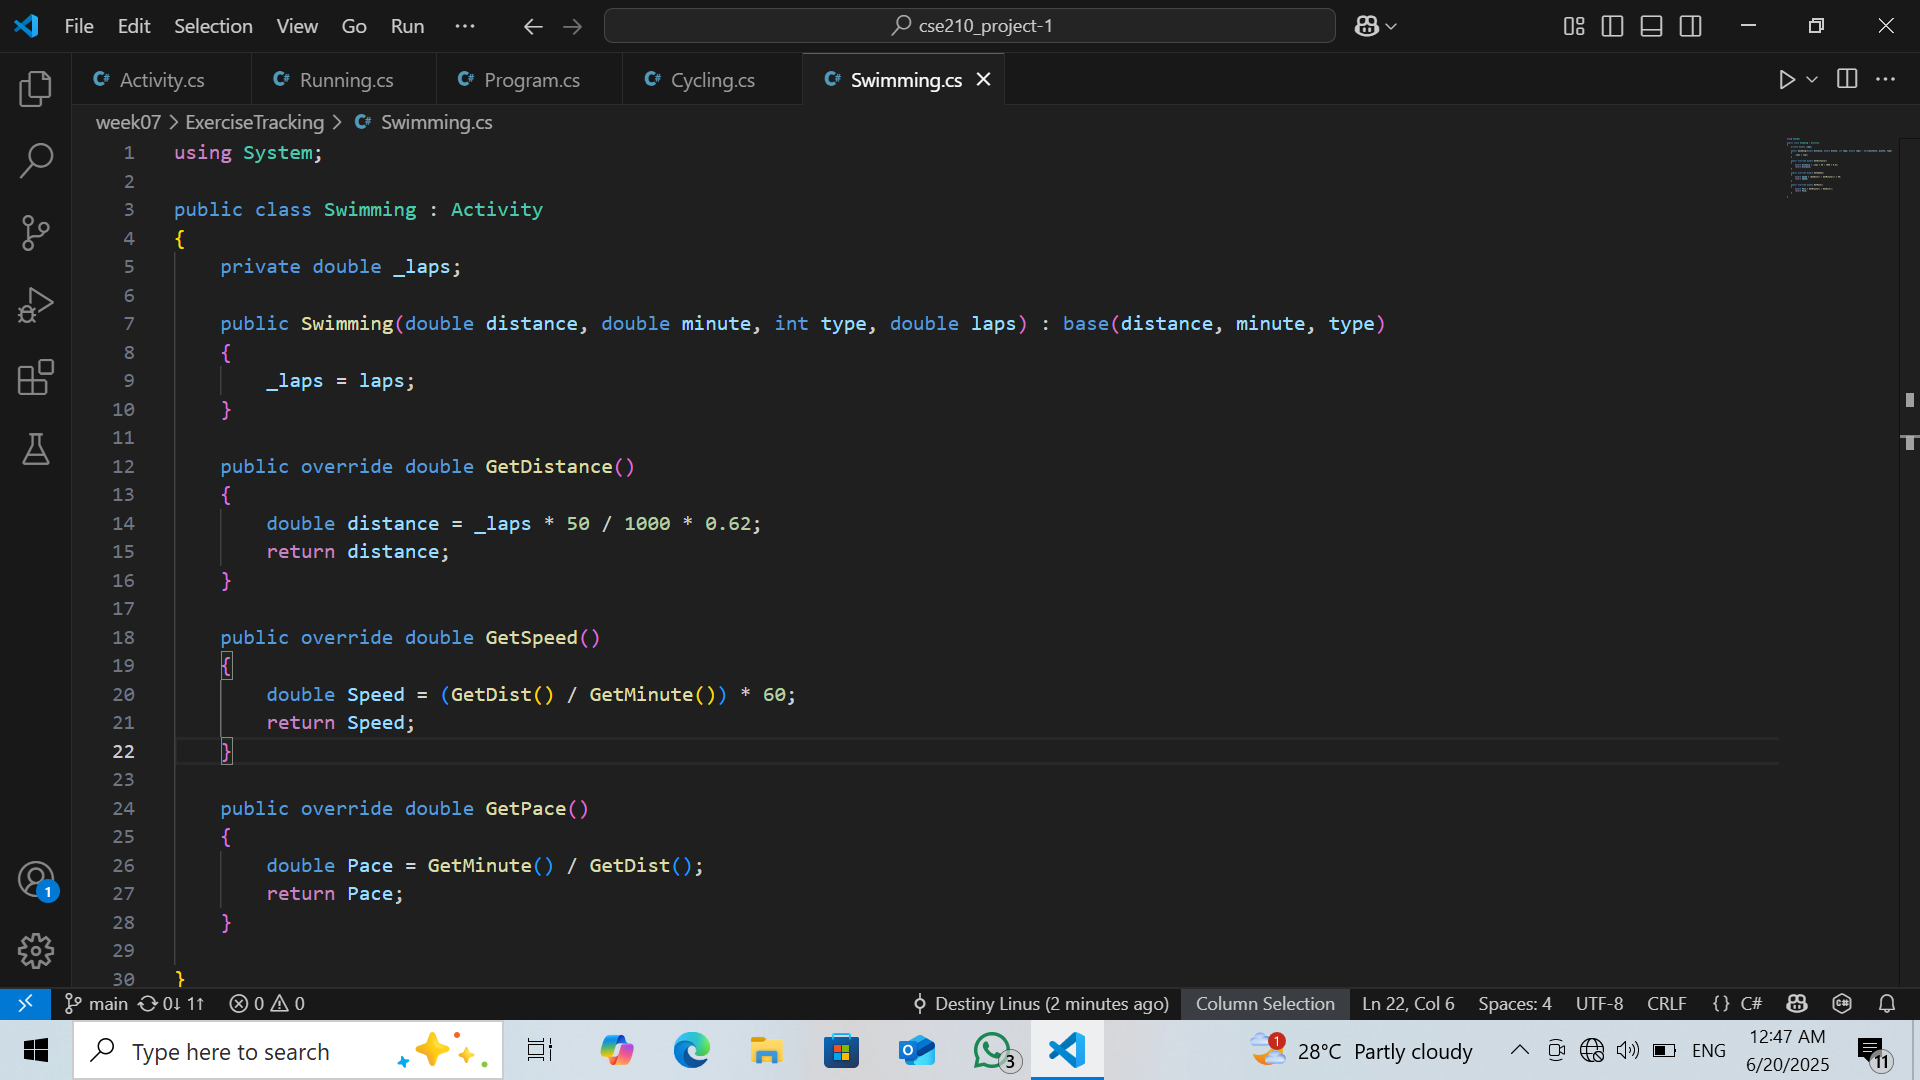 File Edit Selection View Go Run ··· cse210_project-1
Activity.cs Running.cs Program.cs Cycling.cs Swimming.cs
week07 > ExerciseTracking > Swimming.cs
1 using System;
2
3 public class Swimming : Activity
4 {
5 private double _laps;
6
7 public Swimming(double distance, double minute, int type, double laps) : base(distance, minute, type)
8 {
9 _laps = laps;
10 }
11
12 public override double GetDistance()
13 {
14 double distance = _laps * 50 / 1000 * 0.62;
15 return distance;
16 }
17
18 public override double GetSpeed()
19 {
20 double Speed = (GetDist() / GetMinute()) * 60;
21 return Speed;
22 }
23
24 public override double GetPace()
25 {
26 double Pace = GetMinute() / GetDist();
27 return Pace;
28 }
29
30 }
1
main 0↓ 1↑ 0 0 Destiny Linus (2 minutes ago) Column Selection Ln 22, Col 6 Spaces: 4 UTF-8 CRLF {} C#
Type here to search 3 1 28°C Partly cloudy ENG 12:47 AM 11
6/20/2025